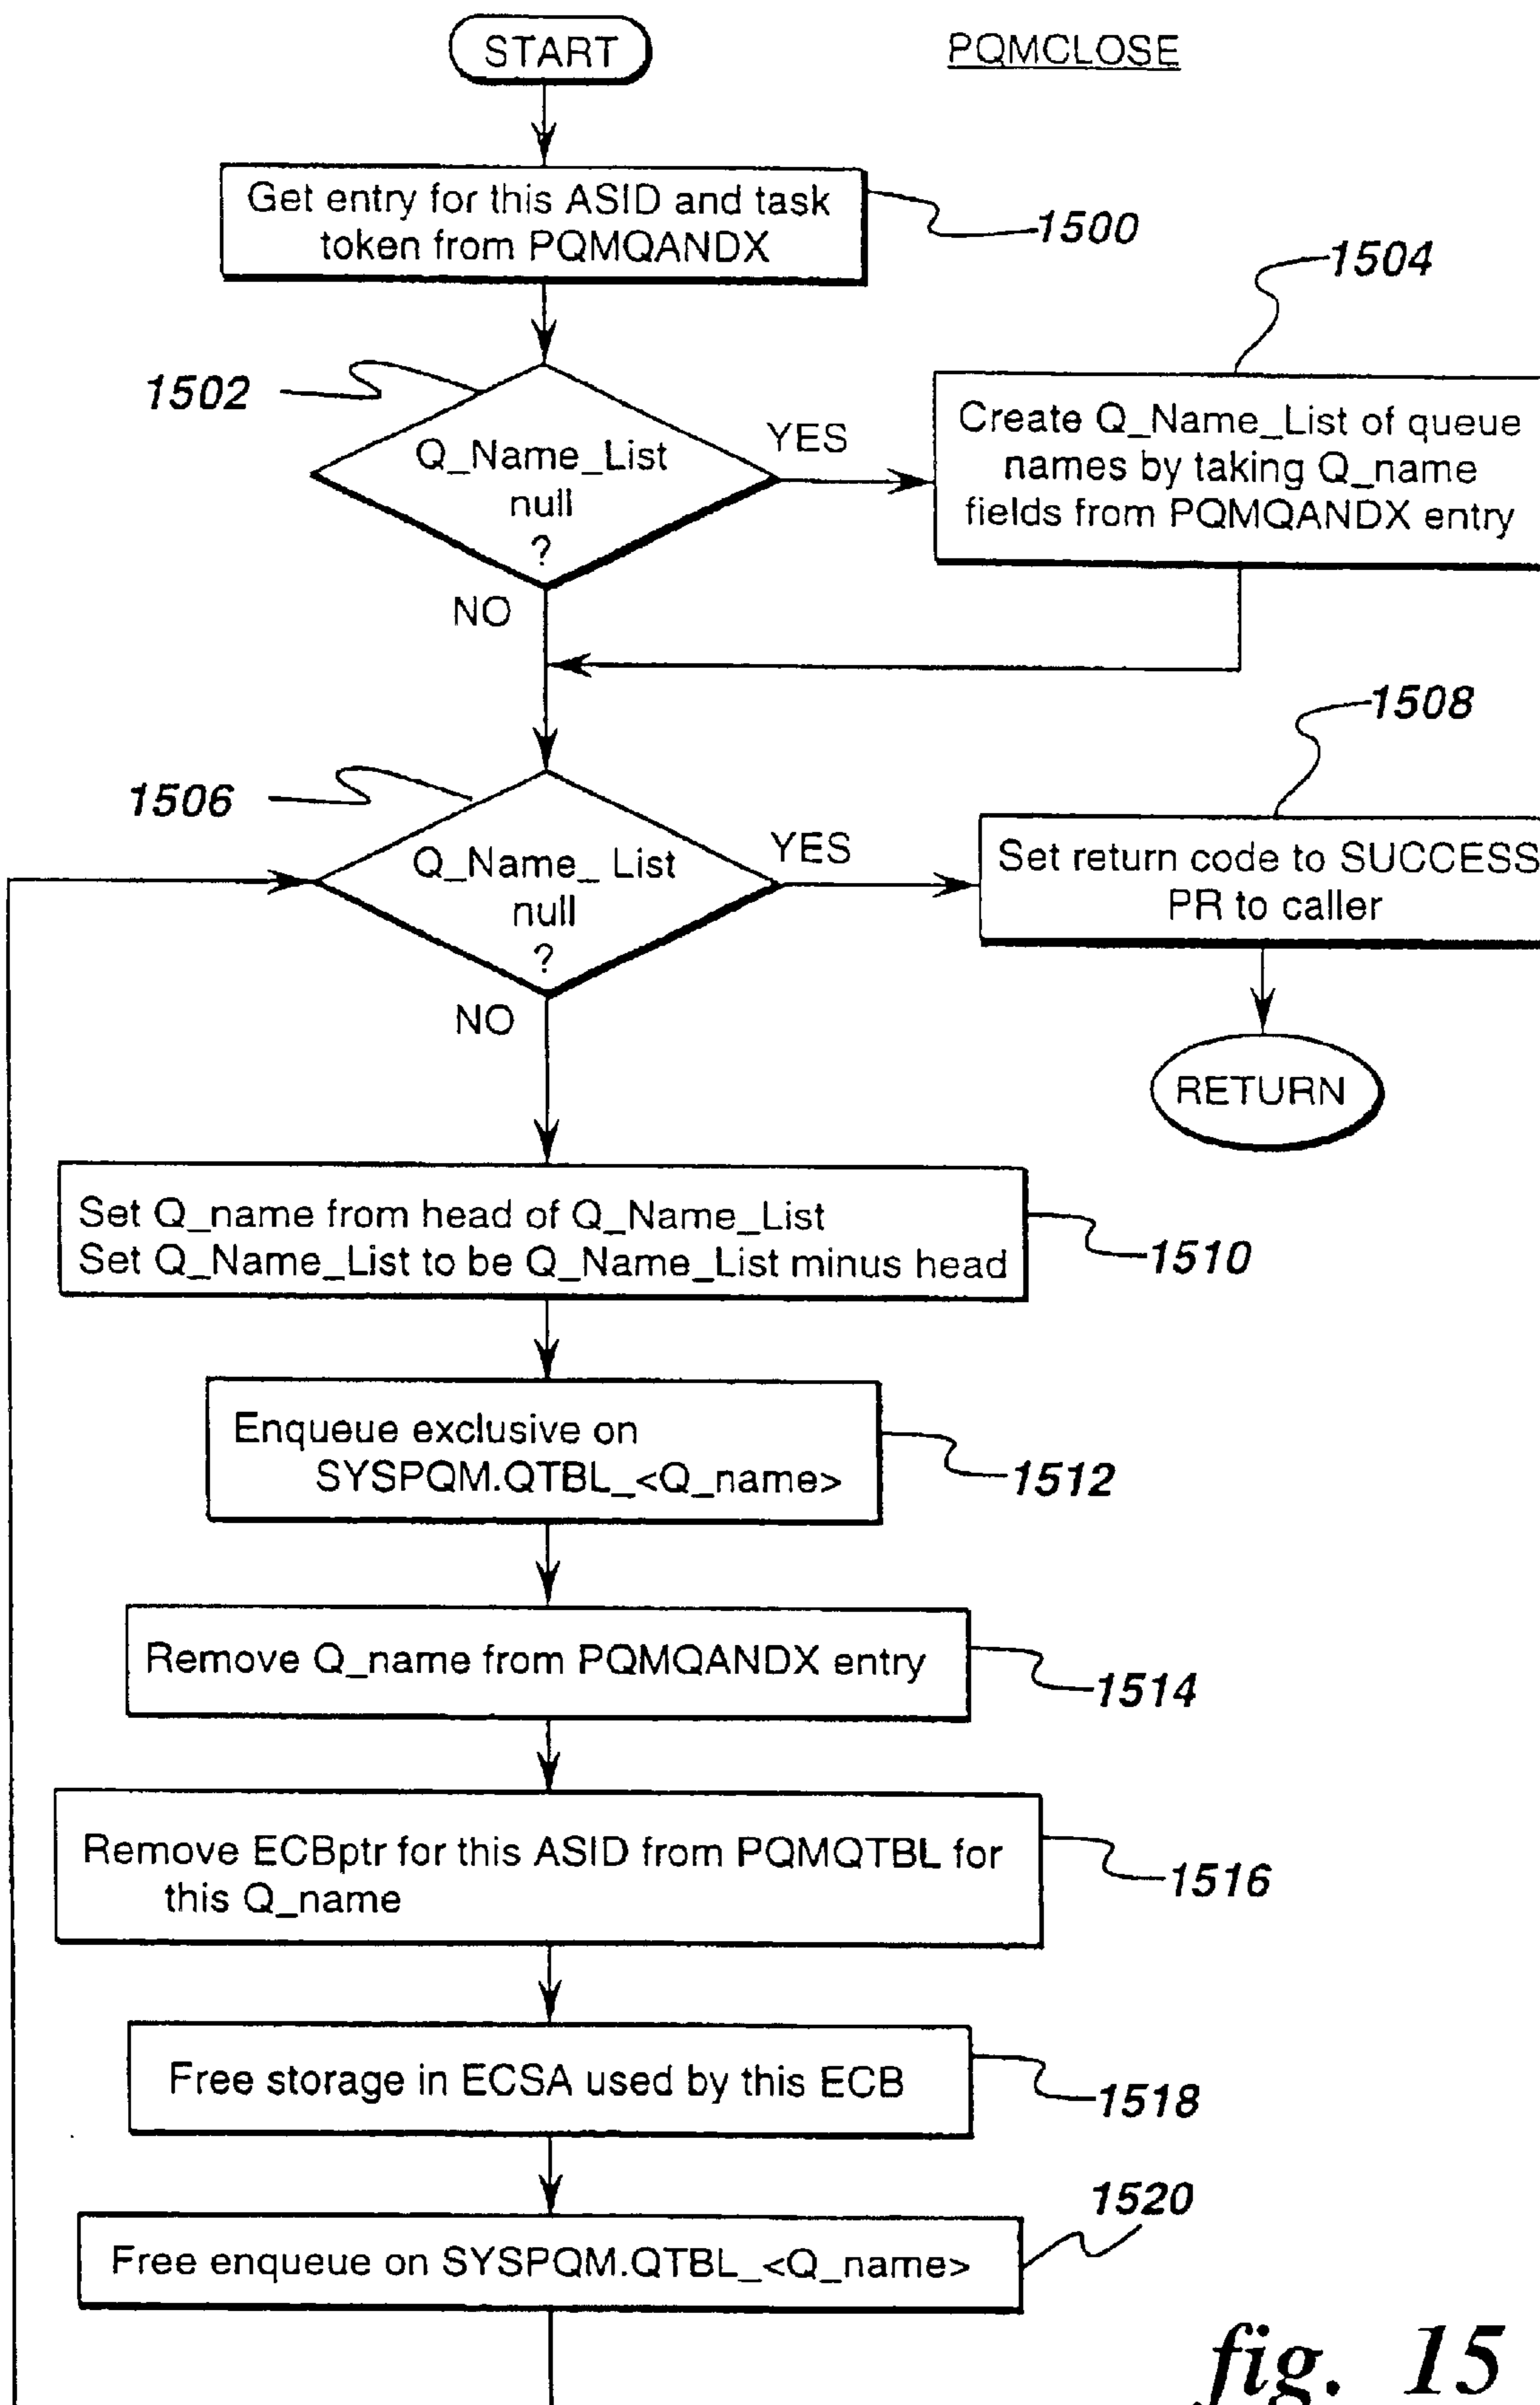 START
PQMCLOSE
Get entry for this ASID and task
token from PQMQANDX
1500
1504
1502
Q_Name_List
null
?
YES
Create Q_Name_List of queue
names by taking Q_name
fields from PQMQANDX entry
NO
1508
1506
Q_Name_ List
null
?
YES
Set return code to SUCCESS
PR to caller
NO
RETURN
Set Q_name from head of Q_Name_List
Set Q_Name_List to be Q_Name_List minus head
1510
Enqueue exclusive on
SYSPQM.QTBL_<Q_name>
1512
Remove Q_name from PQMQANDX entry
1514
Remove ECBptr for this ASID from PQMQTBL for
this Q_name
1516
Free storage in ECSA used by this ECB
1518
1520
Free enqueue on SYSPQM.QTBL_<Q_name>
fig. 15